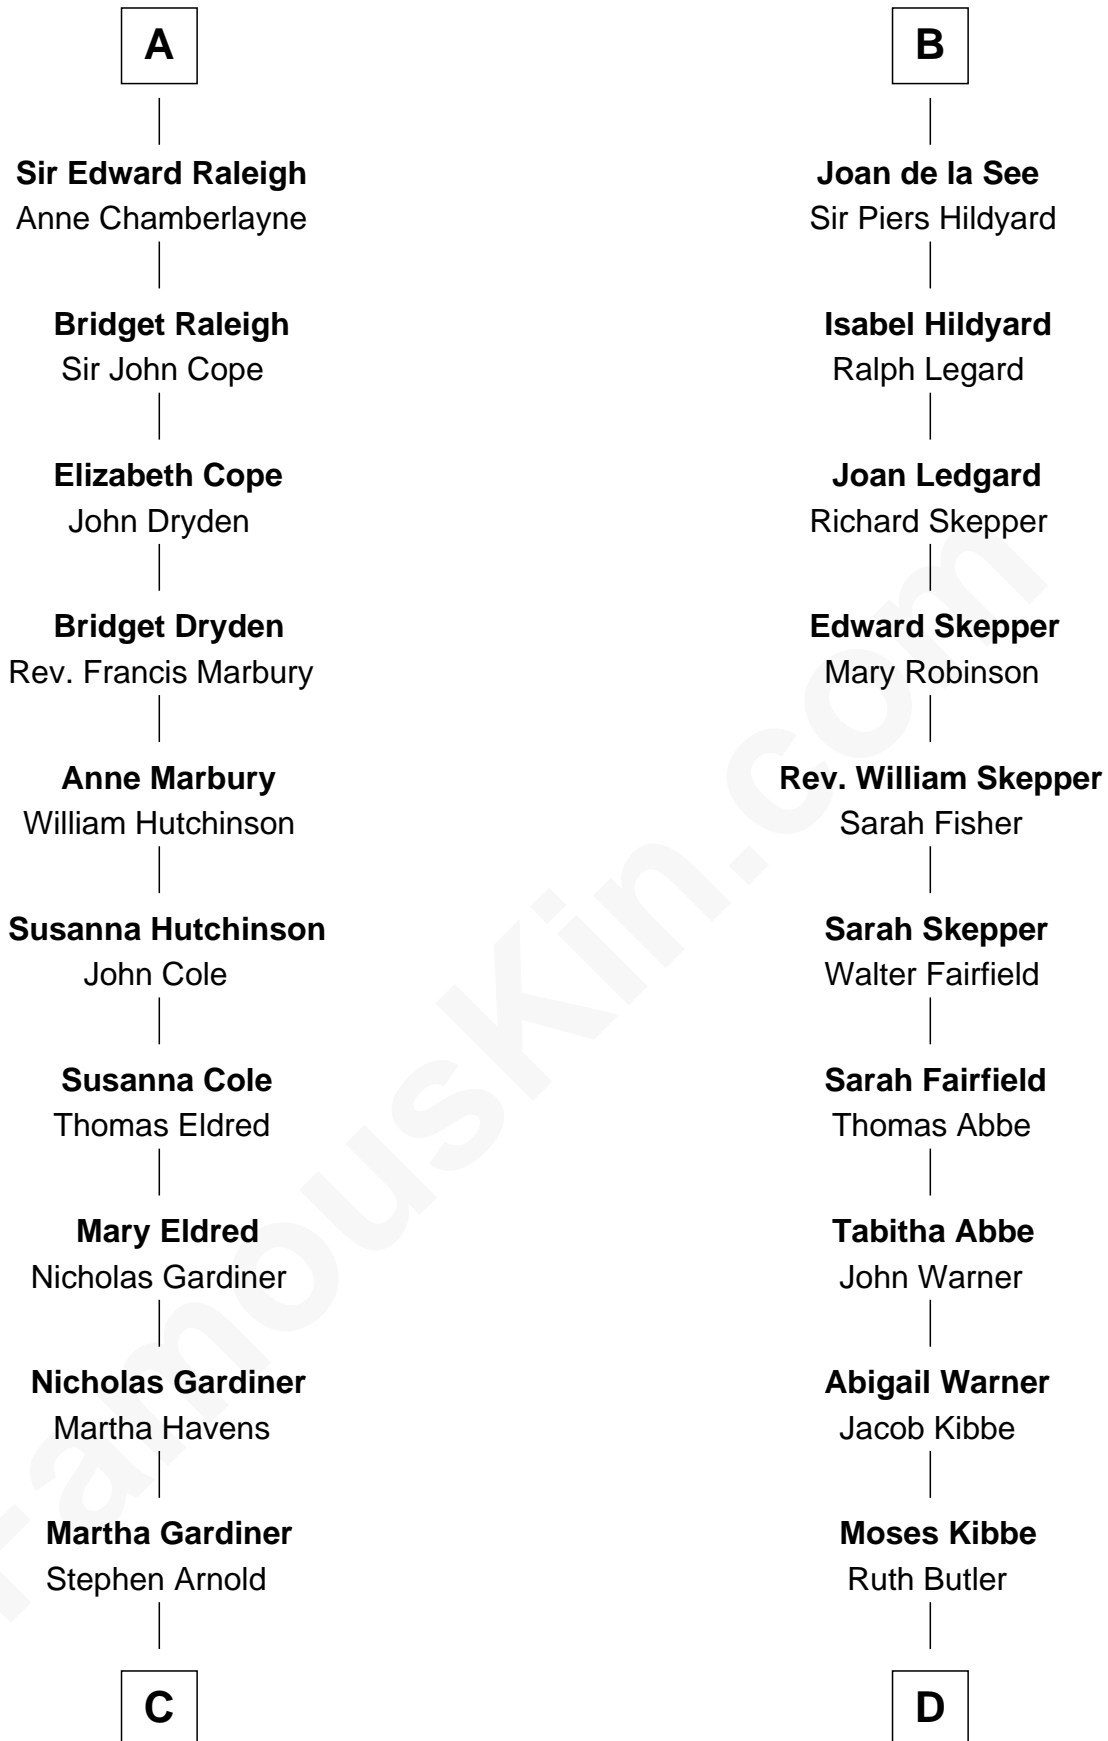 A
Sir Edward Raleigh
Anne Chamberlayne
Bridget Raleigh
Sir John Cope
Elizabeth Cope
John Dryden
Bridget Dryden
Rev. Francis Marbury
Anne Marbury
William Hutchinson
Susanna Hutchinson
John Cole
Susanna Cole
Thomas Eldred
Mary Eldred
Nicholas Gardiner
Nicholas Gardiner
Martha Havens
Martha Gardiner
Stephen Arnold
C
B
Joan de la See
Sir Piers Hildyard
Isabel Hildyard
Ralph Legard
Joan Ledgard
Richard Skepper
Edward Skepper
Mary Robinson
Rev. William Skepper
Sarah Fisher
Sarah Skepper
Walter Fairfield
Sarah Fairfield
Thomas Abbe
Tabitha Abbe
John Warner
Abigail Warner
Jacob Kibbe
Moses Kibbe
Ruth Butler
D
FamousKin.com